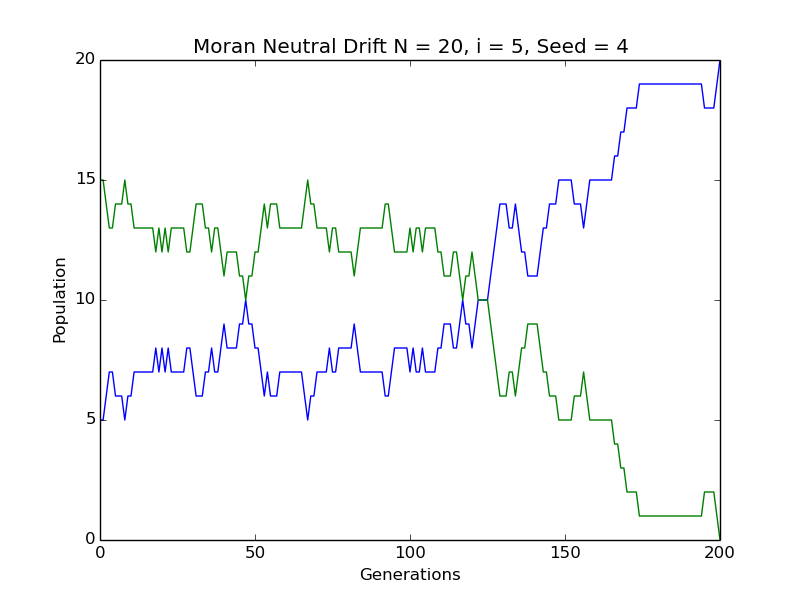 Moran Neutral Drift N = 20, i = 5, Seed = 4
20
15
10
5
0
Population
0 50 100 150 200
Generations